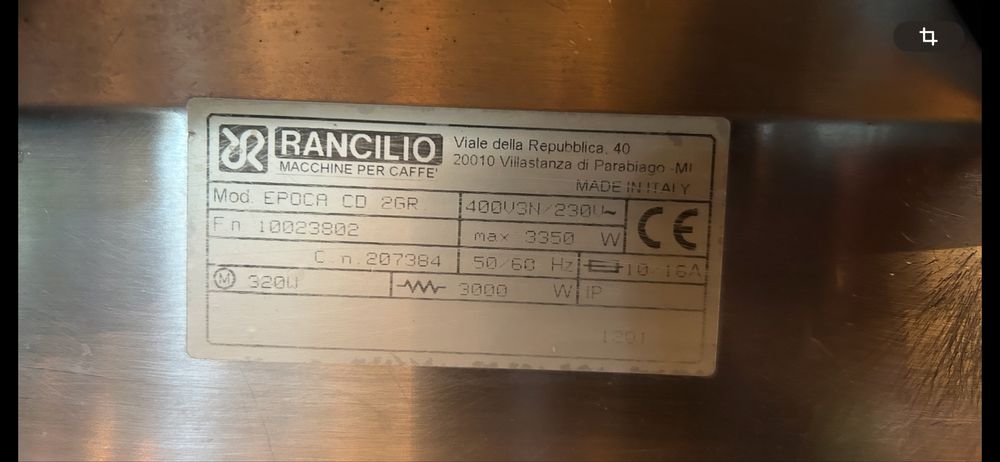 RANCILIO
MACCHINE PER CAFFE'
Viale della Repubblica, 40
20010 Villastanza di Parabiago -MI
MADE IN ITALY
Mod. EPOCA CD 2GR
400V3N/230V~
CE
F.n 10023802
max 3350 W
C.n.207384
50/60 Hz
10/16A
M 320W
3000 W
IP
1201